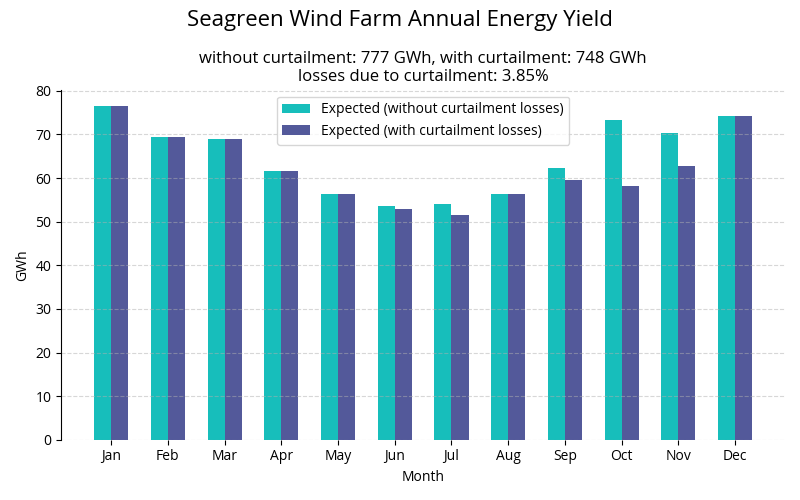 Seagreen Wind Farm Annual Energy Yield
without curtailment: 777 GWh, with curtailment: 748 GWh
losses due to curtailment: 3.85%
80
70
60
50
40
30
20
10
0
GWh
Expected (without curtailment losses)
Expected (with curtailment losses)
Jan Feb Mar Apr May Jun Jul Aug Sep Oct Nov Dec
Month